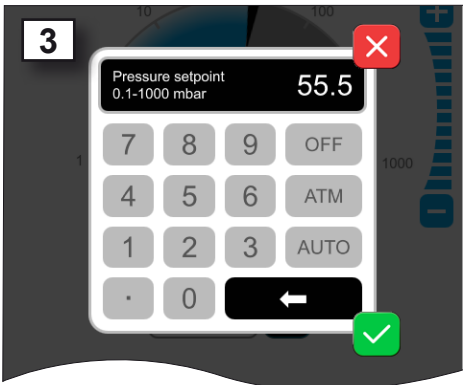 3
10 100
Pressure setpoint
0.1-1000 mbar
55.5
7 8 9 OFF
1 1000
4 5 6 ATM
1 2 3 AUTO
. 0